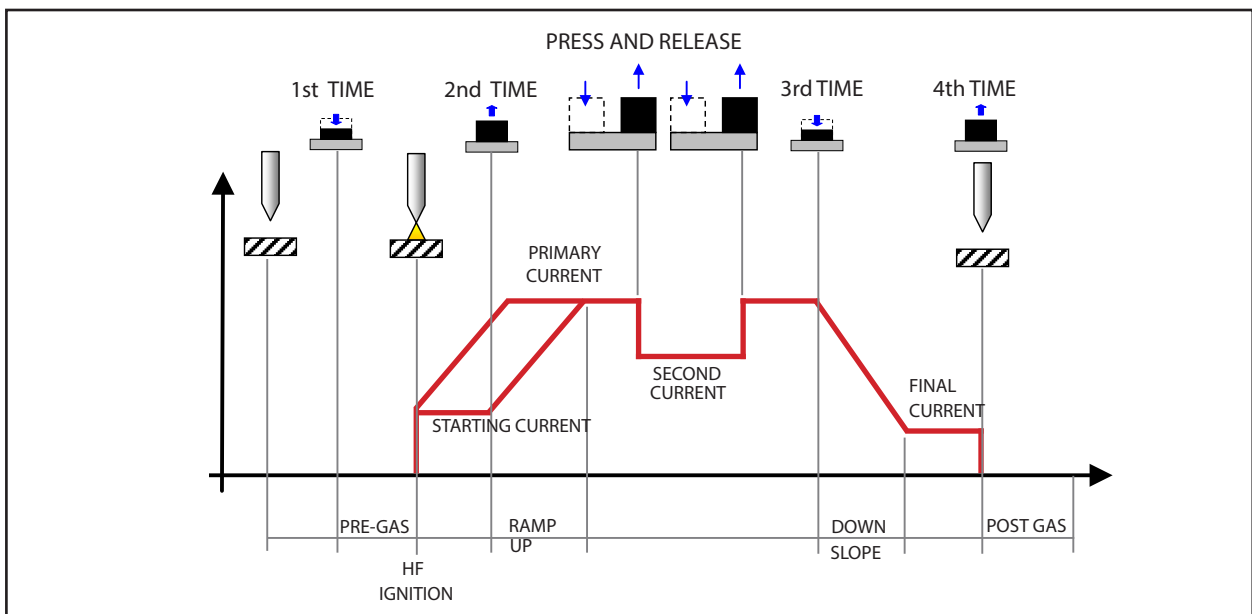 PRESS AND RELEASE
1st TIME
2nd TIME
3rd TIME
4th TIME
PRIMARY
CURRENT
SECOND
CURRENT
STARTING CURRENT
FINAL
CURRENT
PRE-GAS
RAMP
UP
DOWN
SLOPE
POST GAS
HF
IGNITION